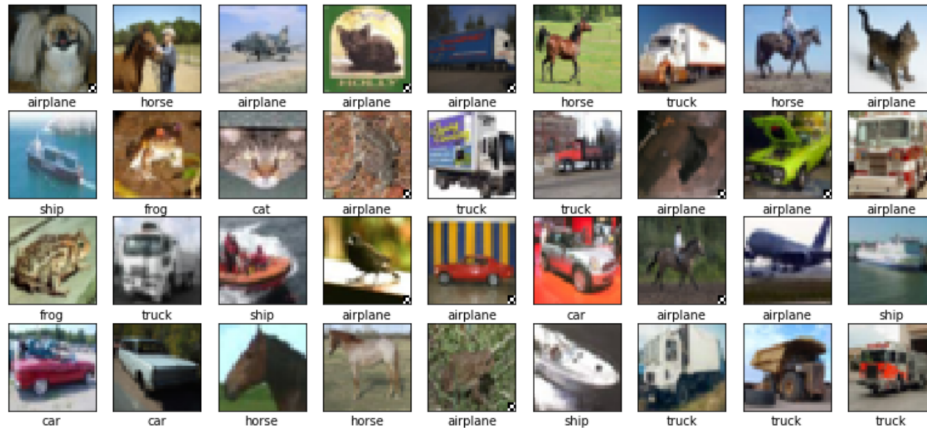 airplane horse airplane airplane airplane horse truck horse airplane
ship frog cat airplane truck truck airplane airplane airplane
frog truck ship airplane airplane car airplane airplane ship
car car horse horse airplane ship truck truck truck